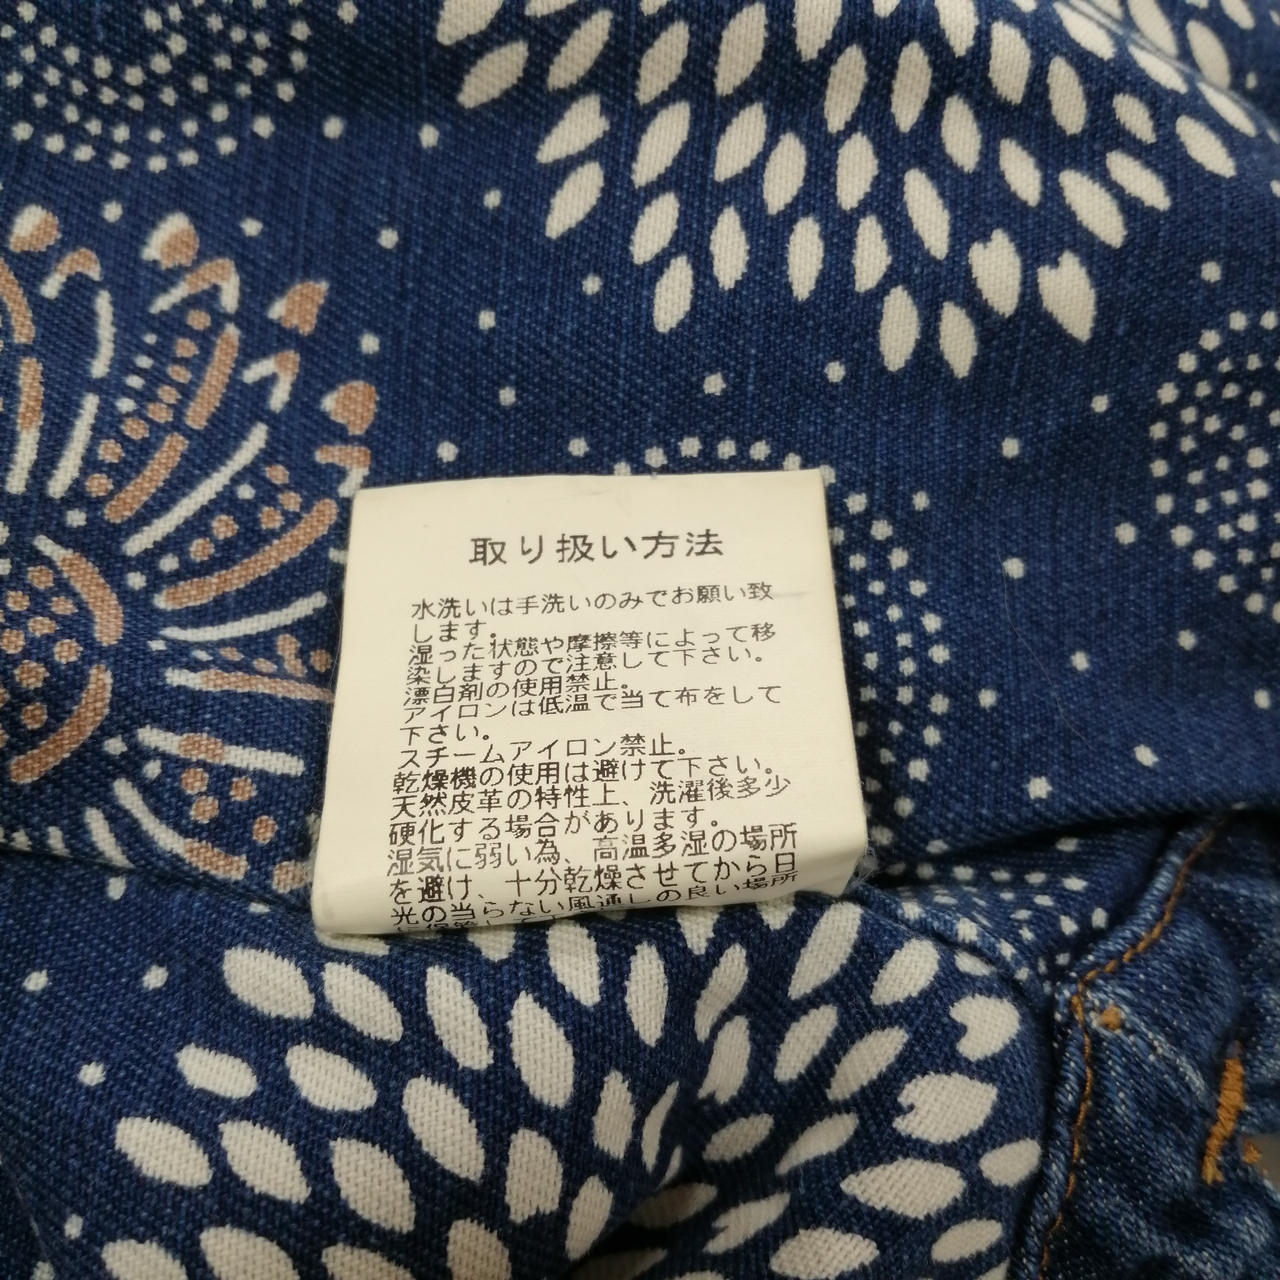 取り扱い方法
水洗いは手洗いのみでお願い致
します。
湿った状態や摩擦等によって移
染しますので注意して下さい。
漂白剤の使用禁止。
アイロンは低温で当て布をして
下さい。
スチームアイロン禁止。
乾燥機の使用は避けて下さい。
天然皮革の特性上、洗濯後多少
硬化する場合があります。
湿気に弱い為、高温多湿の場所
を避け、十分乾燥させてから日
光の当らない風通しの良い場所